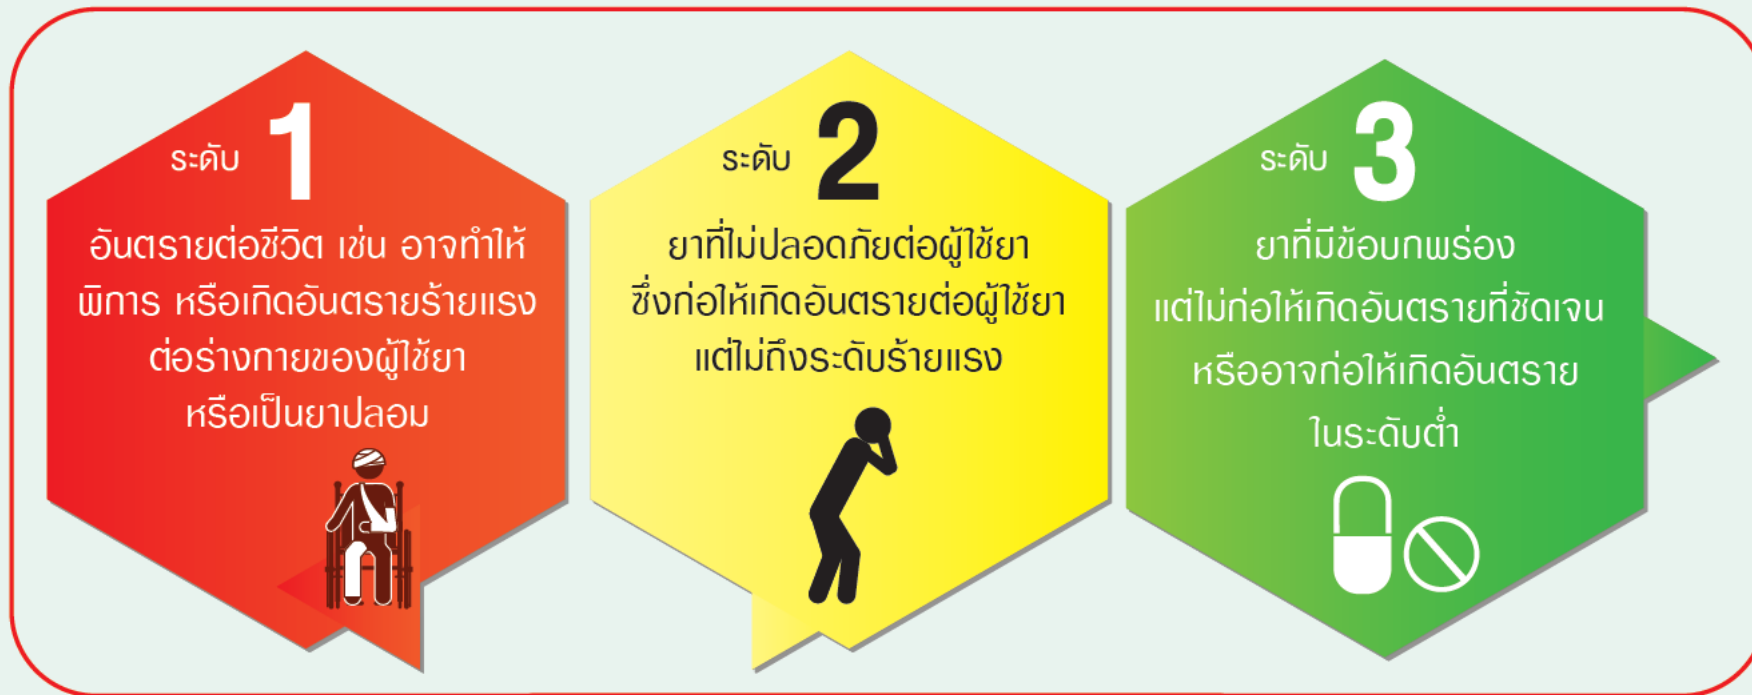 ระดับ 1
อันตรายต่อชีวิต เช่น อาจทำให้
พิการ หรือเกิดอันตรายร้ายแรง
ต่อร่างกายของผู้ใช้ยา
หรือเป็นยาปลอม
ระดับ 2
ยาที่ไม่ปลอดภัยต่อผู้ใช้ยา
ซึ่งก่อให้เกิดอันตรายต่อผู้ใช้ยา
แต่ไม่ถึงระดับร้ายแรง
ระดับ 3
ยาที่มีข้อบกพร่อง
แต่ไม่ก่อให้เกิดอันตรายที่ชัดเจน
หรืออาจก่อให้เกิดอันตราย
ในระดับต่ำ